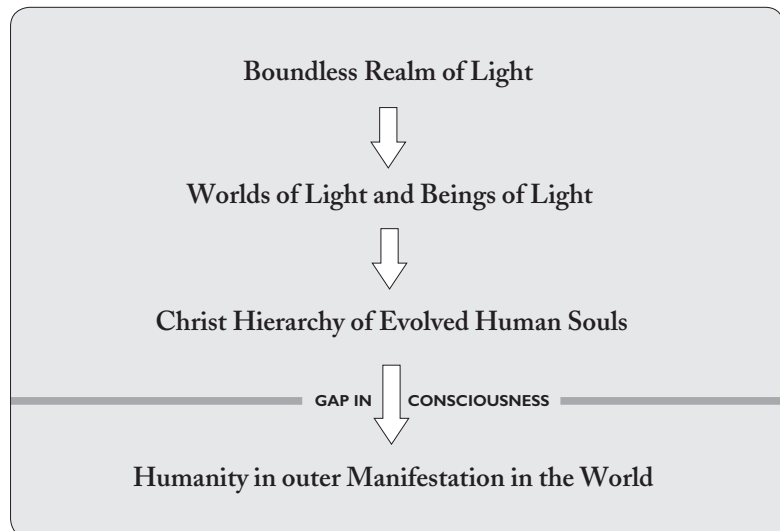 Boundless Realm of Light
Worlds of Light and Beings of Light
Christ Hierarchy of Evolved Human Souls
GAP IN CONSCIOUSNESS
Humanity in outer Manifestation in the World